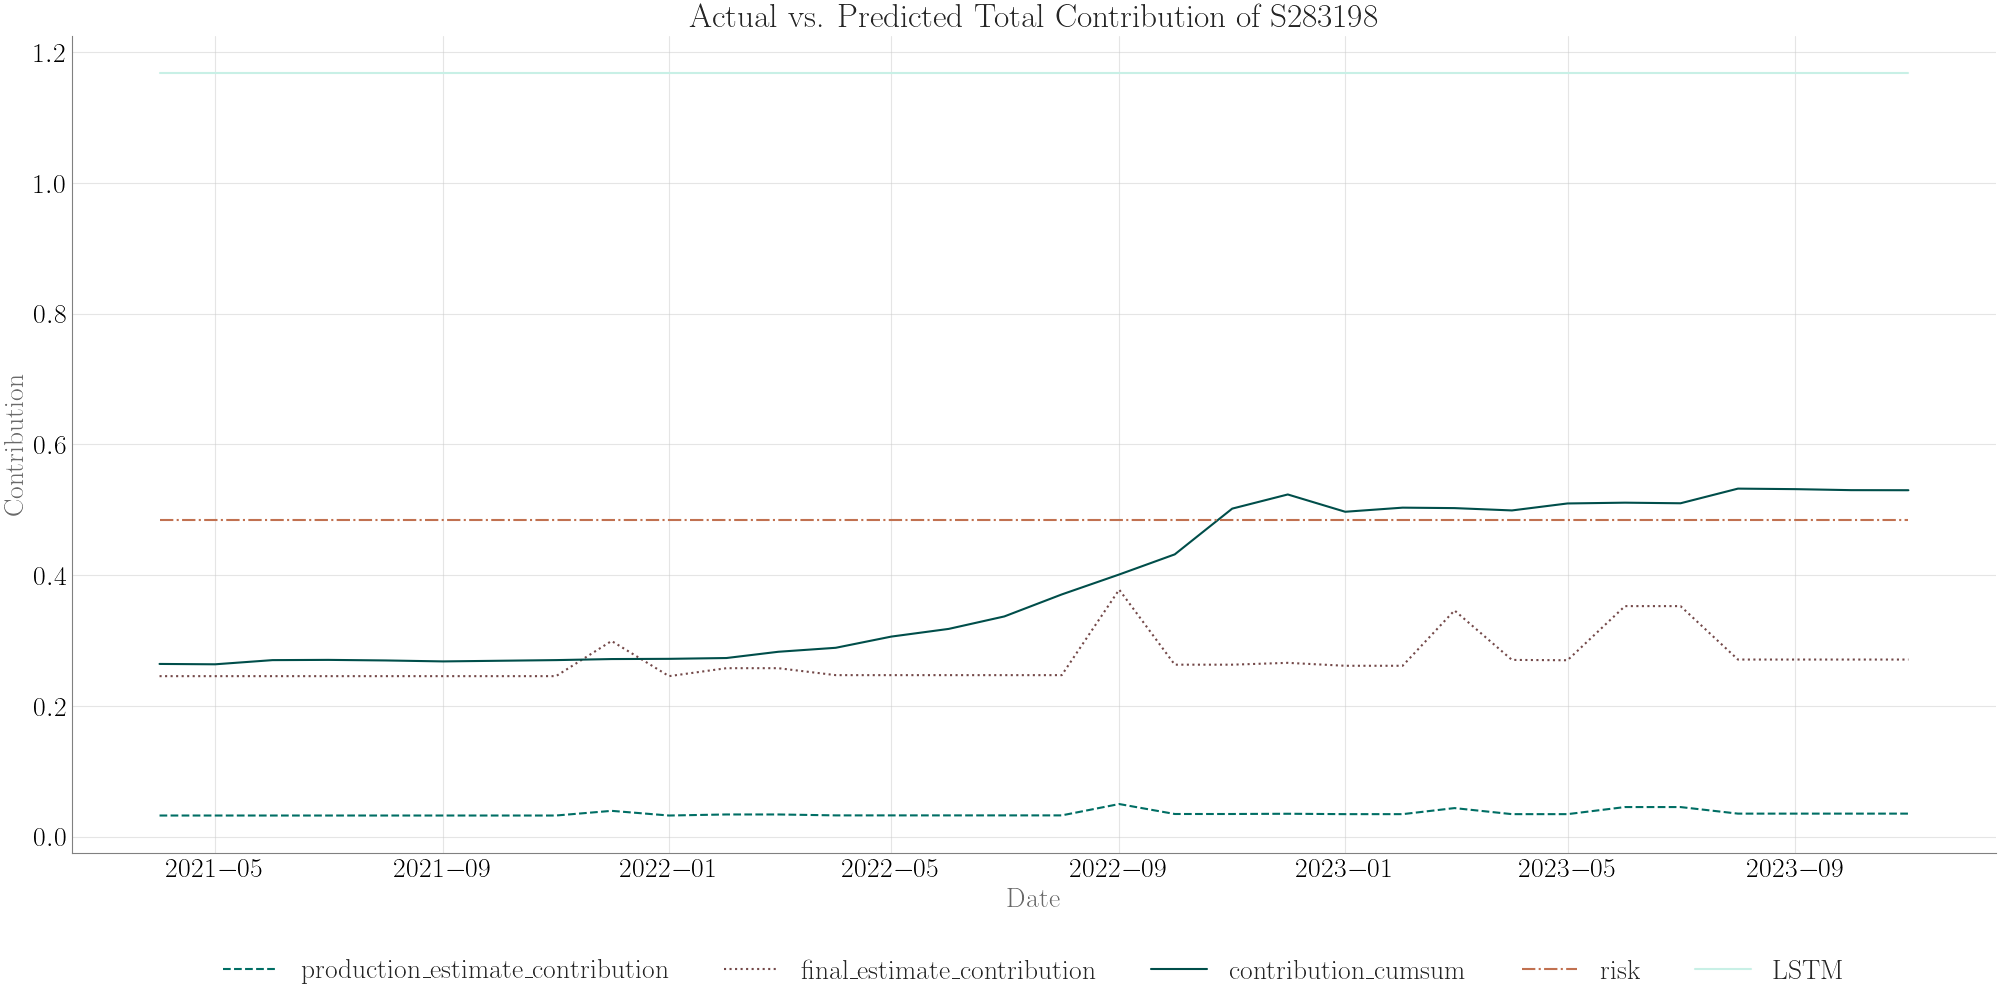 Actual vs. Predicted Total Contribution of S283198
1.2
1.0
0.8
0.6
0.4
0.2
0.0
Contribution
2021−05 2021−09 2022−01 2022−05 2022−09 2023−01 2023−05 2023−09
Date
production_estimate_contribution final_estimate_contribution contribution_cumsum risk LSTM